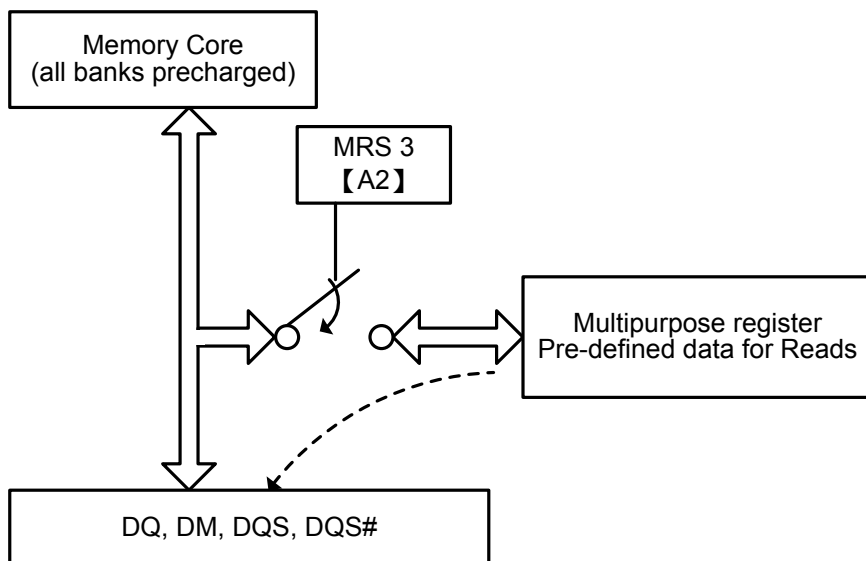 Memory Core
(all banks precharged)
MRS 3
【A2】
Multipurpose register
Pre-defined data for Reads
DQ, DM, DQS, DQS#